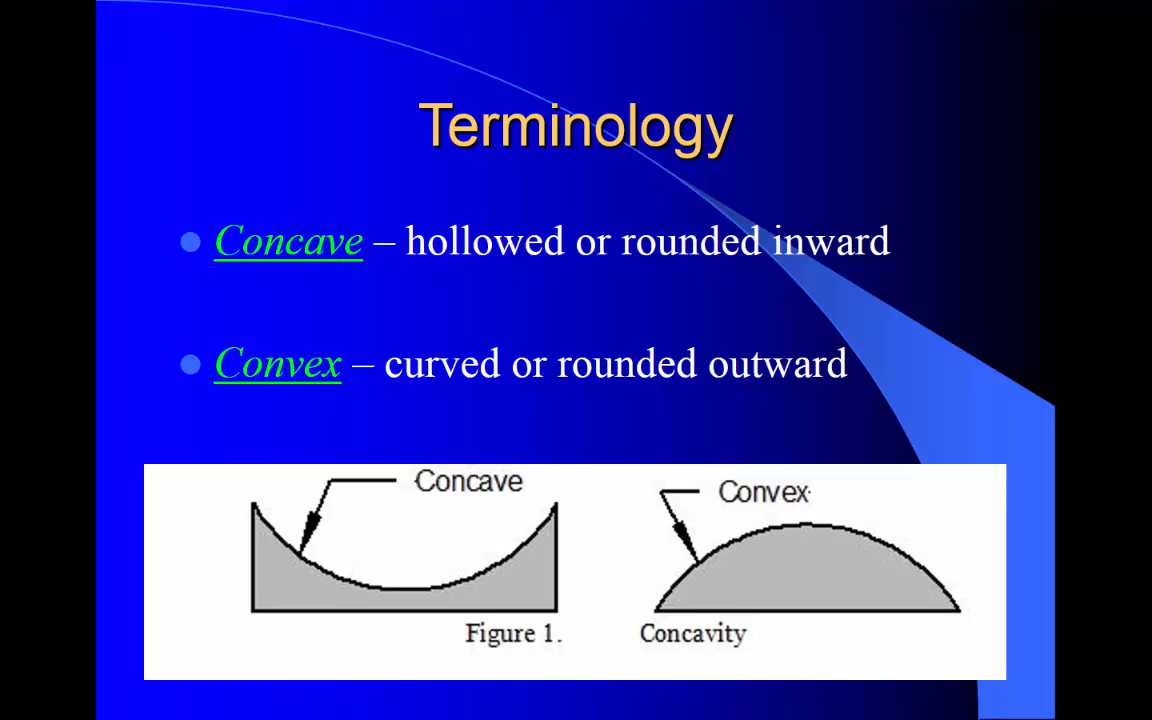 Terminology
Concave – hollowed or rounded inward
Convex – curved or rounded outward
Concave
Convex
Figure 1. Concavity